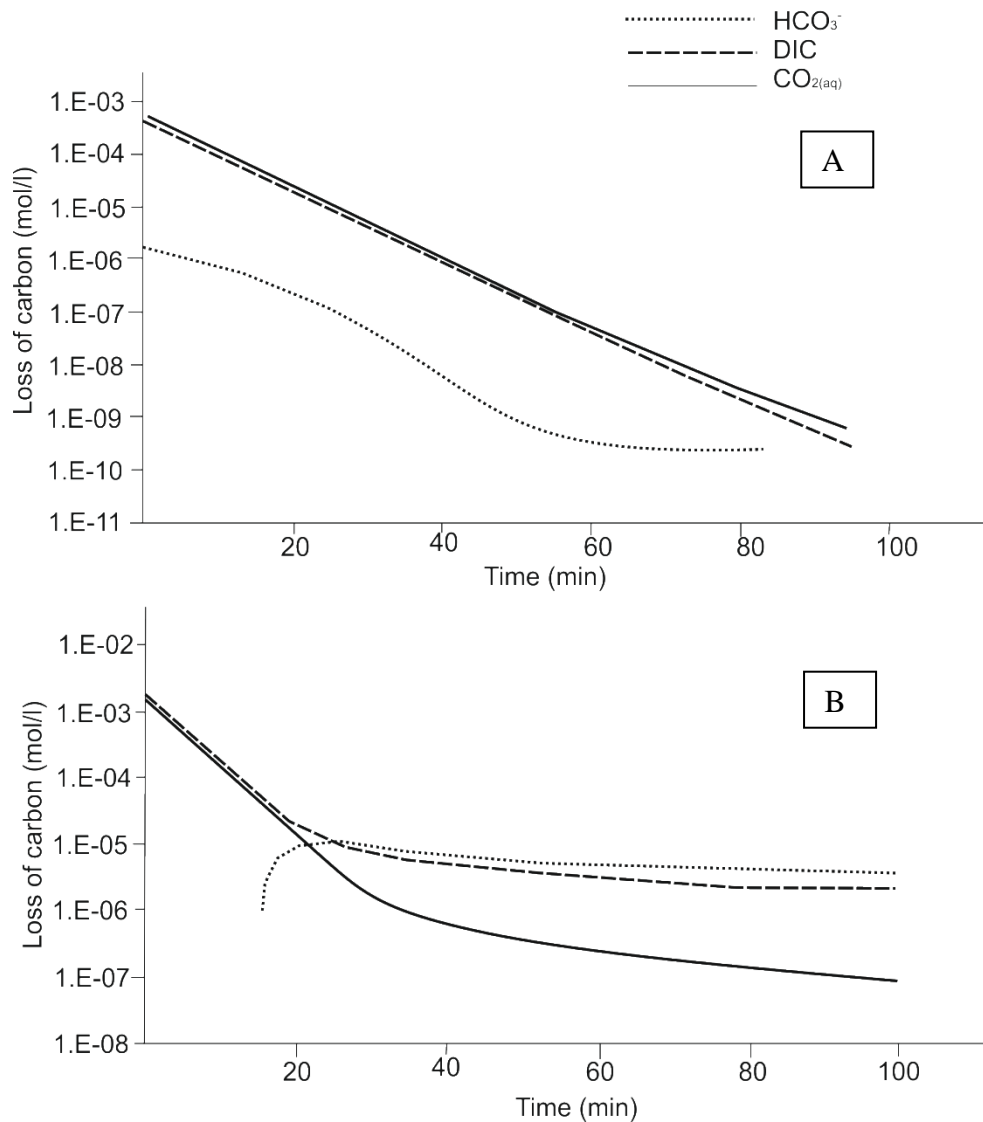 HCO₃⁻
DIC
CO₂(aq)
A
Loss of carbon (mol/l)
1.E-03
1.E-04
1.E-05
1.E-06
1.E-07
1.E-08
1.E-09
1.E-10
1.E-11
20 40 60 80 100
Time (min)
B
Loss of carbon (mol/l)
1.E-02
1.E-03
1.E-04
1.E-05
1.E-06
1.E-07
1.E-08
20 40 60 80 100
Time (min)